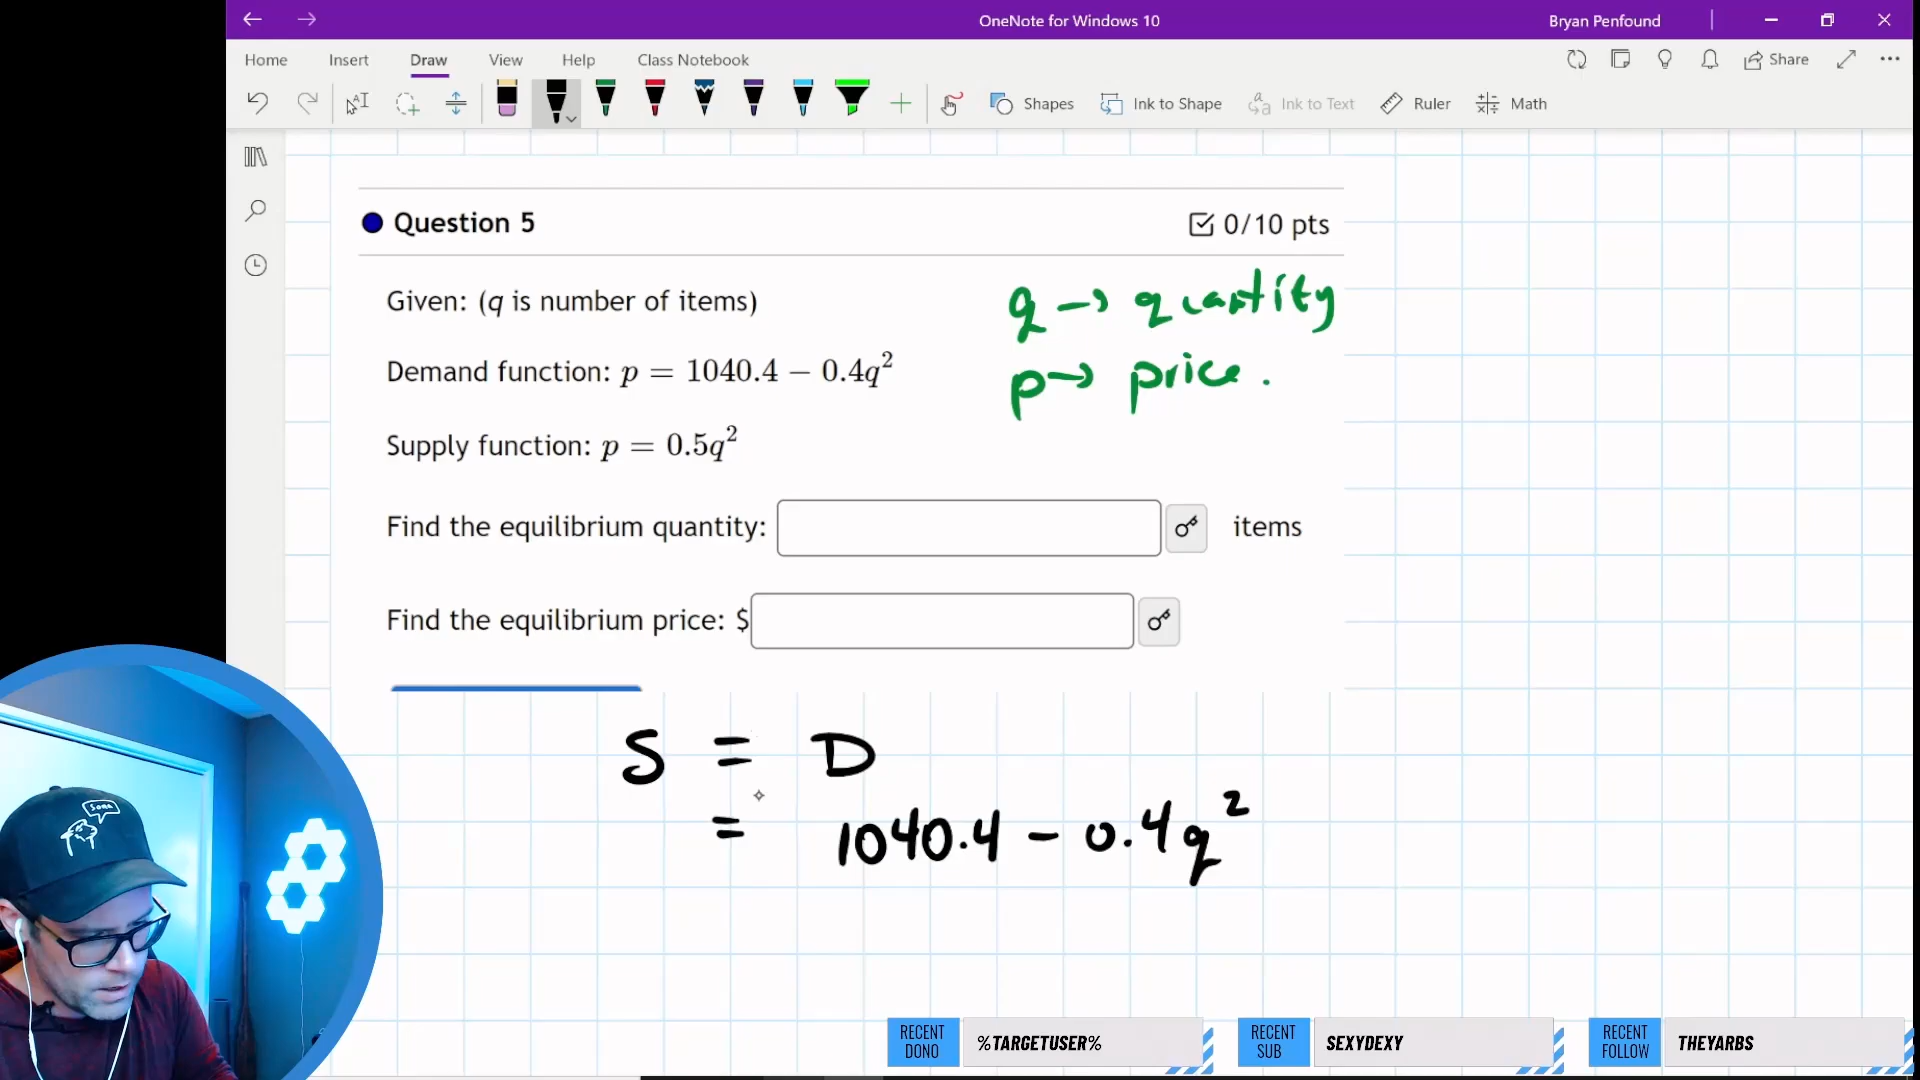 OneNote for Windows 10
Bryan Penfound
Home Insert Draw View Help Class Notebook
Share
Shapes Ink to Shape Ink to Text Ruler Math
Question 5
0/10 pts
Given: (q is number of items)
q → quantity
Demand function: p = 1040.4 − 0.4q²
p → price.
Supply function: p = 0.5q²
Find the equilibrium quantity: items
Find the equilibrium price: $
S = D
= 1040.4 − 0.4q²
RECENT DONO
%TARGETUSER%
RECENT SUB
SEXYDEXY
RECENT FOLLOW
THEYARBS